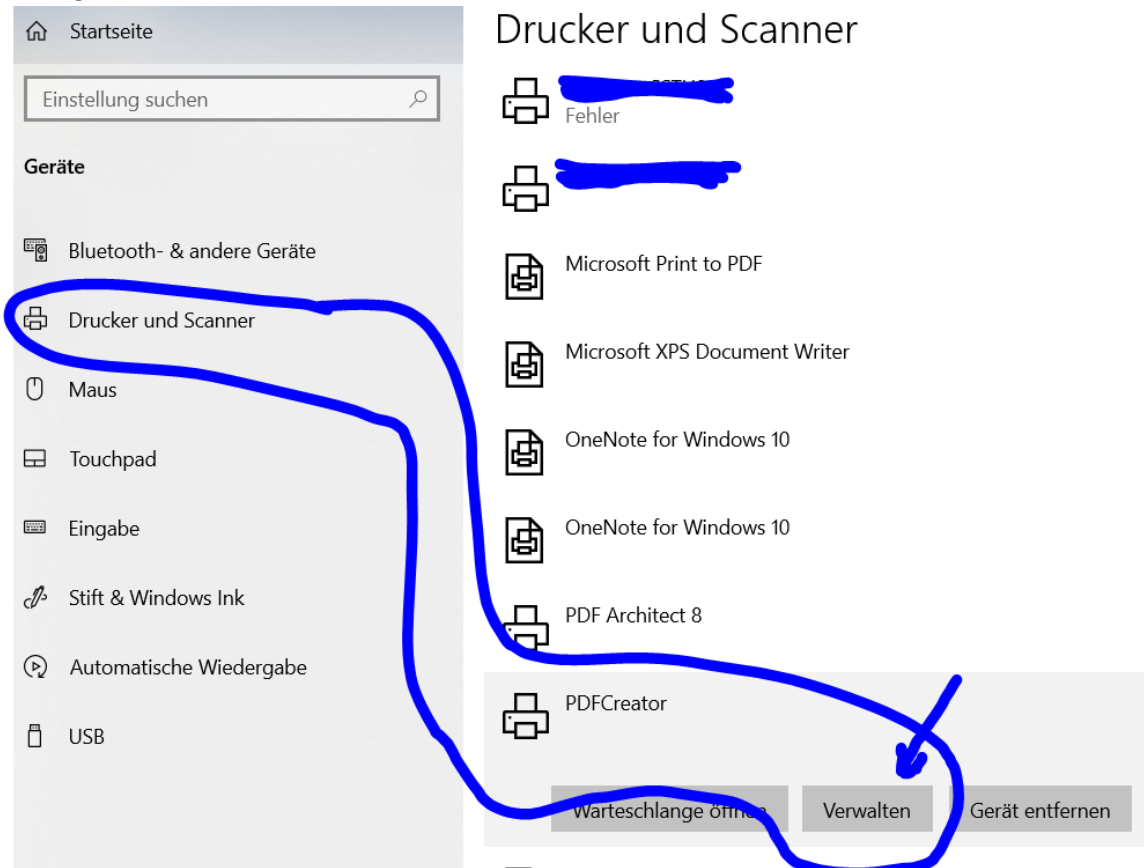 Startseite
Einstellung suchen
Geräte
Bluetooth- & andere Geräte
Drucker und Scanner
Maus
Touchpad
Eingabe
Stift & Windows Ink
Automatische Wiedergabe
USB
Drucker und Scanner
Fehler
Microsoft Print to PDF
Microsoft XPS Document Writer
OneNote for Windows 10
OneNote for Windows 10
PDF Architect 8
PDFCreator
Warteschlange öffnen
Verwalten
Gerät entfernen